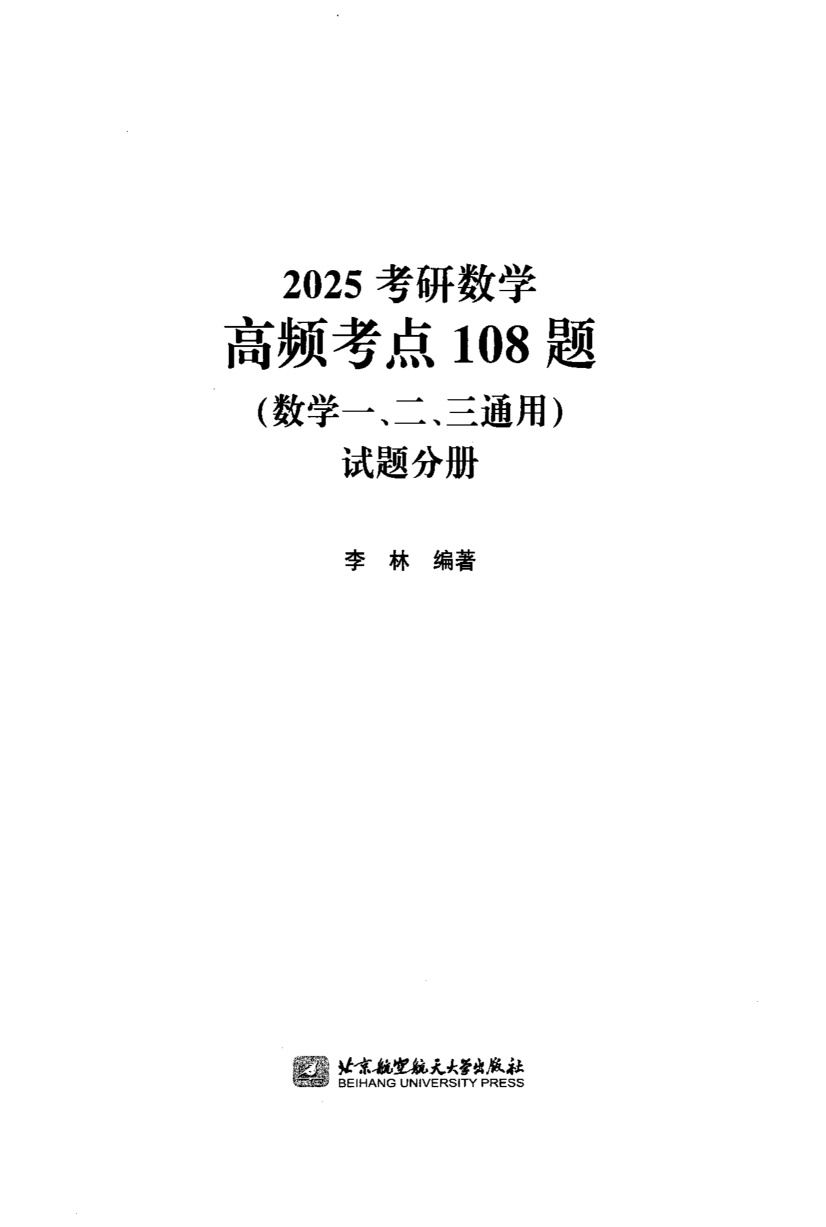 2025 考研数学
高频考点 108 题
(数学一、二、三通用)
试题分册
李 林 编著
北京航空航天大学出版社
BEIHANG UNIVERSITY PRESS